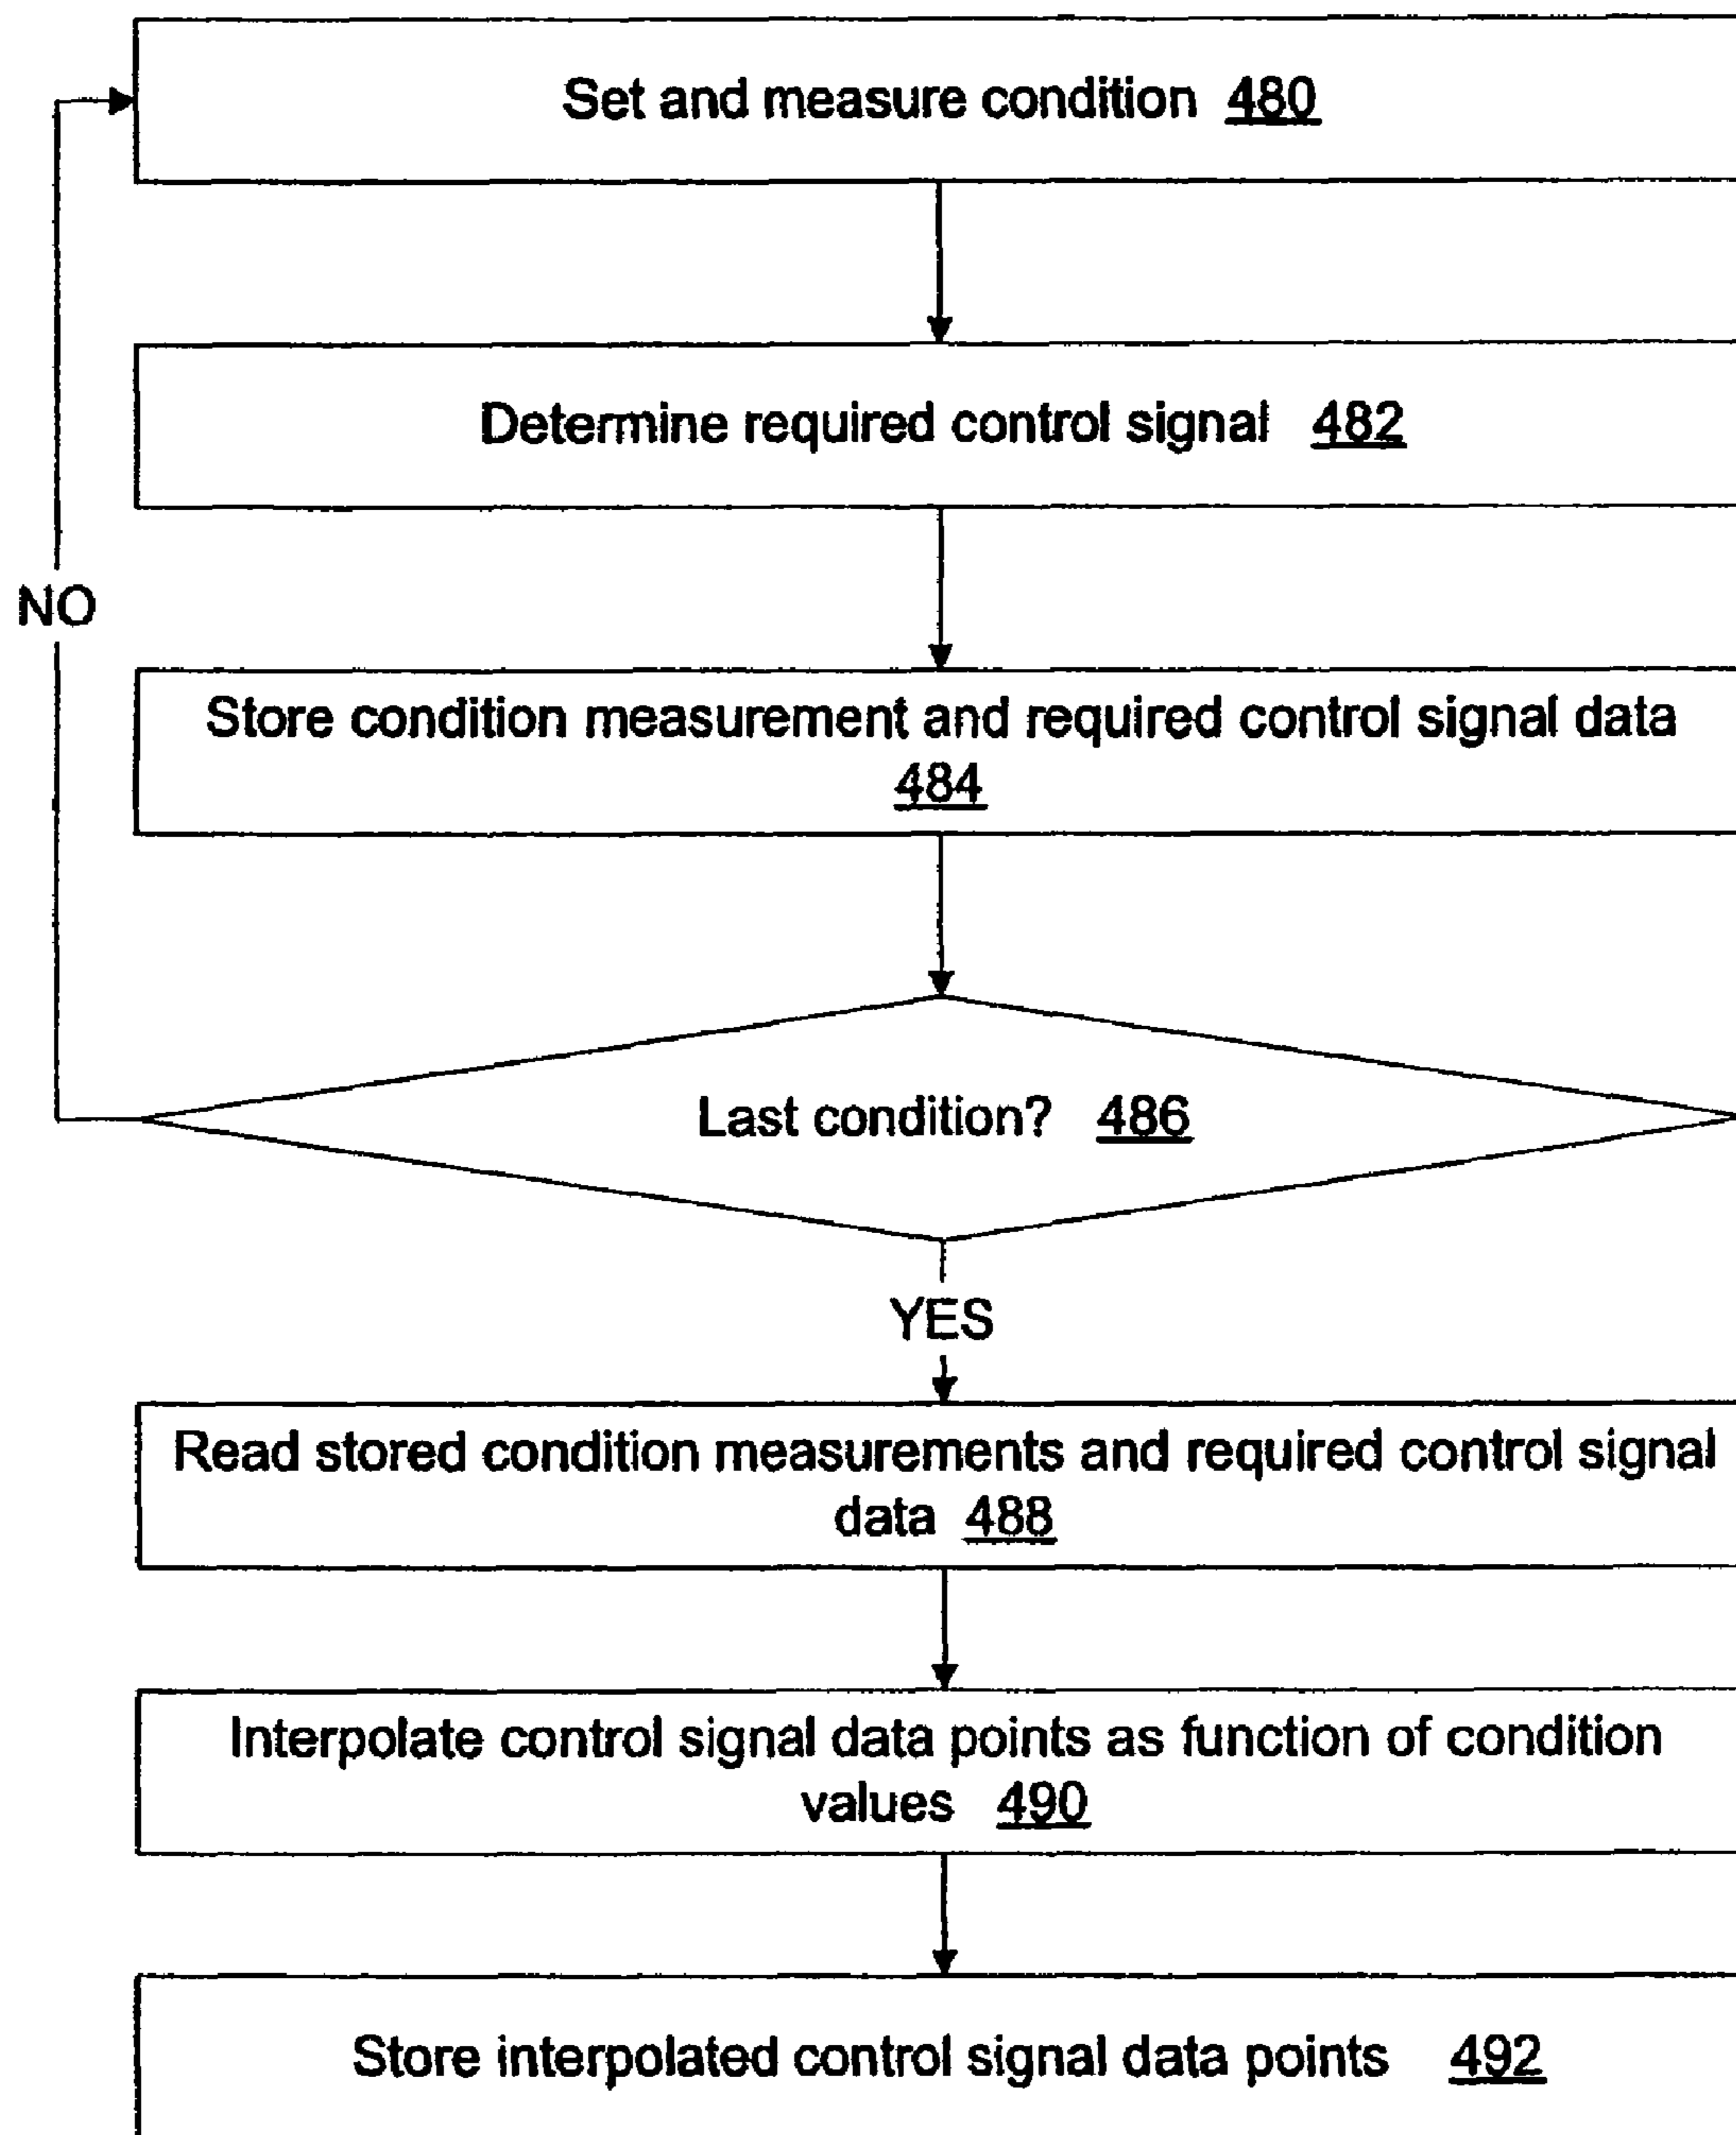 Set and measure condition 480
Determine required control signal 482
NO
Store condition measurement and required control signal data
484
Last condition? 486
YES
Read stored condition measurements and required control signal
data 488
Interpolate control signal data points as function of condition
values 490
Store interpolated control signal data points 492